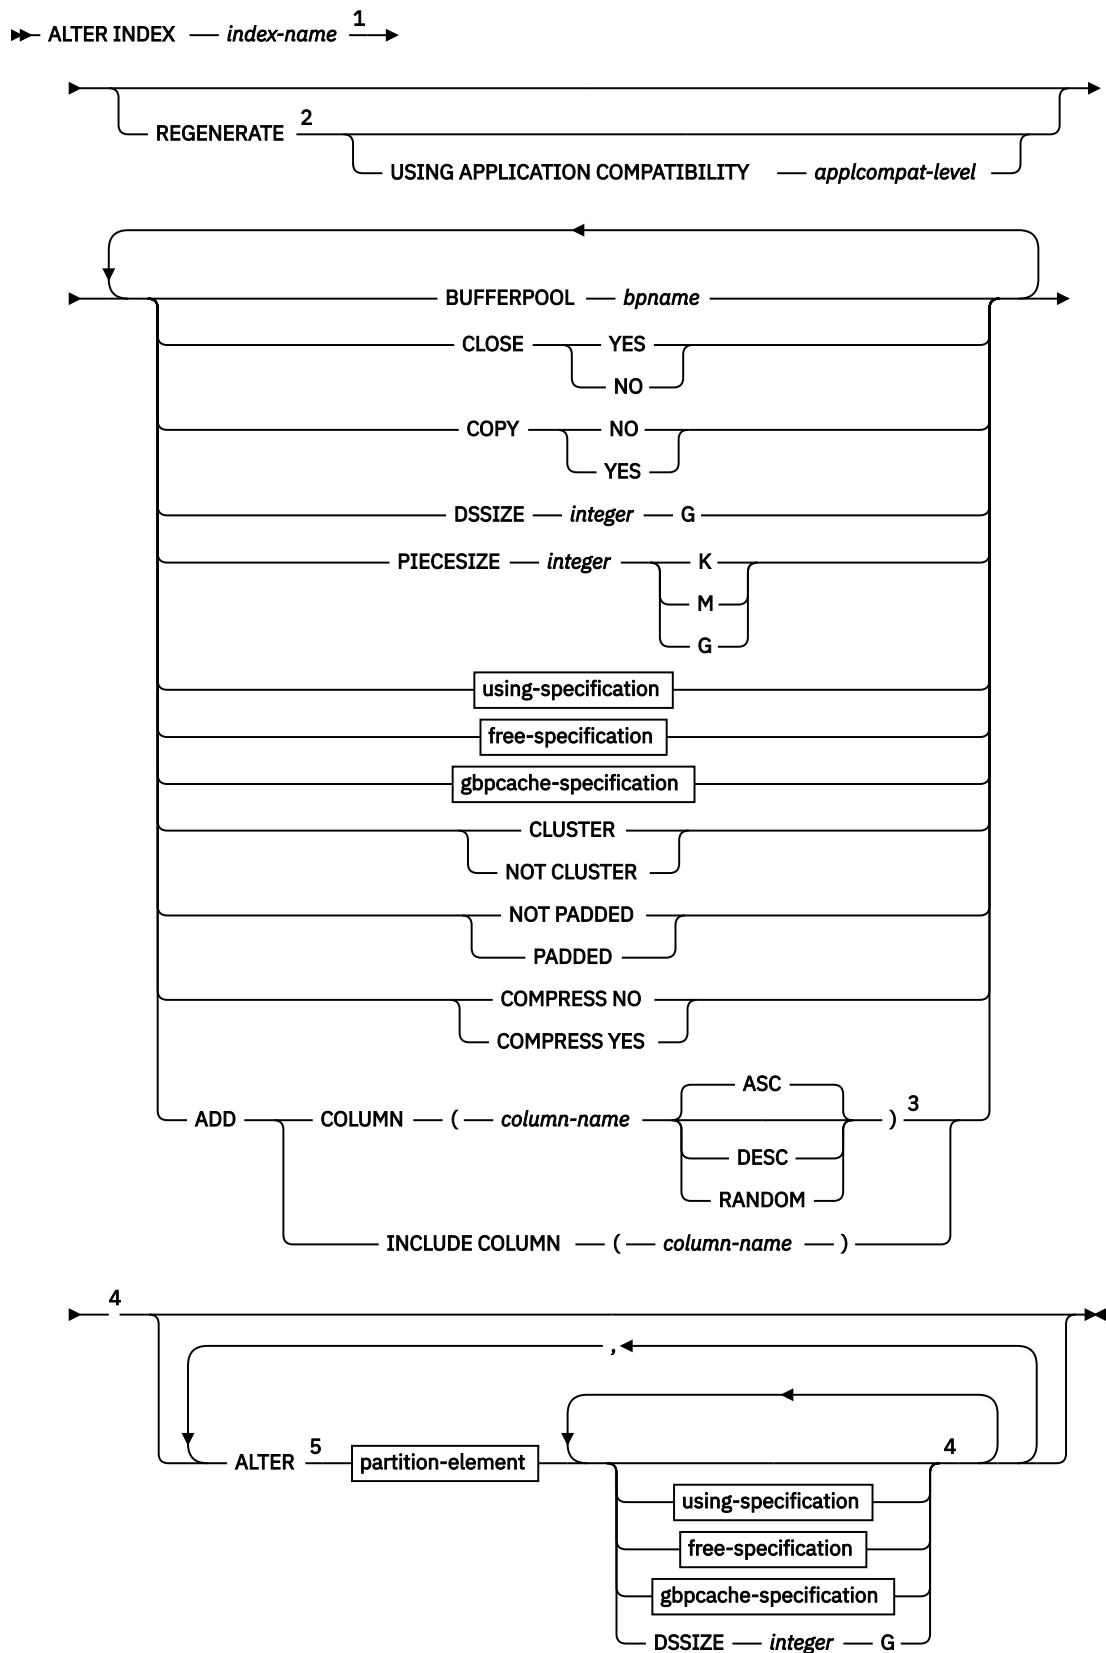 ALTER INDEX index-name 1
REGENERATE 2
USING APPLICATION COMPATIBILITY applcompat-level
BUFFERPOOL bpname
CLOSE YES
NO
COPY NO
YES
DSSIZE integer G
PIECESIZE integer K
M
G
using-specification
free-specification
gbpcache-specification
CLUSTER
NOT CLUSTER
NOT PADDED
PADDED
COMPRESS NO
COMPRESS YES
ASC
ADD COLUMN ( column-name ) 3
DESC
RANDOM
INCLUDE COLUMN ( column-name )
4
,
ALTER 5 partition-element 4
using-specification
free-specification
gbpcache-specification
DSSIZE integer G